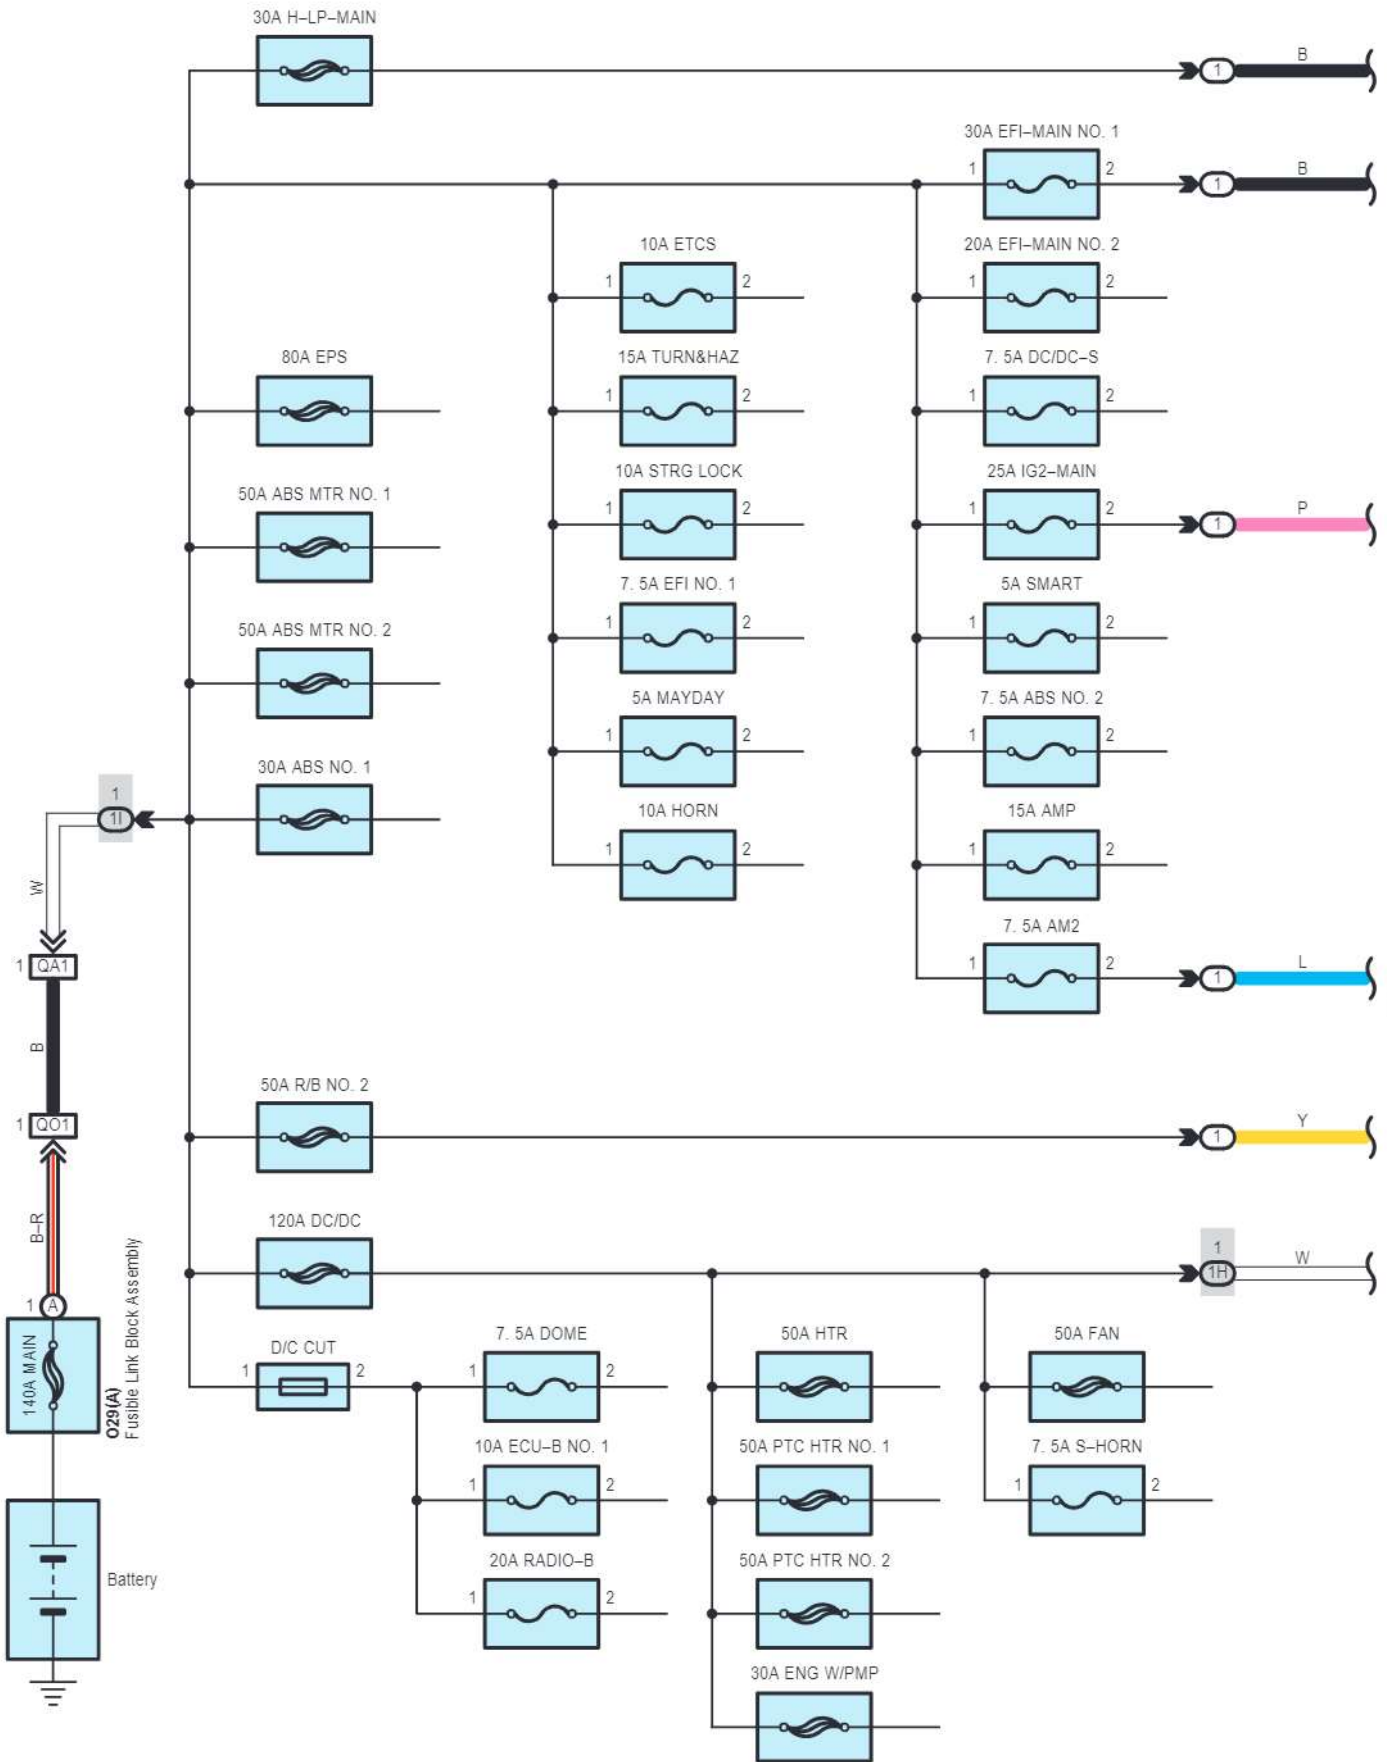 30A H–LP–MAIN
1 B
30A EFI–MAIN NO. 1
1 2 1 B
10A ETCS
1 2
20A EFI–MAIN NO. 2
1 2
80A EPS
15A TURN&HAZ
1 2
7. 5A DC/DC–S
1 2
50A ABS MTR NO. 1
10A STRG LOCK
1 2
25A IG2–MAIN
1 2 1 P
7. 5A EFI NO. 1
1 2
5A SMART
1 2
50A ABS MTR NO. 2
5A MAYDAY
1 2
7. 5A ABS NO. 2
1 2
30A ABS NO. 1
1
1I
10A HORN
1 2
15A AMP
1 2
W
7. 5A AM2
1 2 1 L
1 QA1
B
50A R/B NO. 2
1 Y
1 QO1
B–R
120A DC/DC
1
1H W
1 A
140A MAIN
O29(A)
Fusible Link Block Assembly
D/C CUT
1 2
7. 5A DOME
1 2
50A HTR
50A FAN
10A ECU–B NO. 1
1 2
50A PTC HTR NO. 1
7. 5A S–HORN
1 2
20A RADIO–B
1 2
50A PTC HTR NO. 2
Battery
30A ENG W/PMP